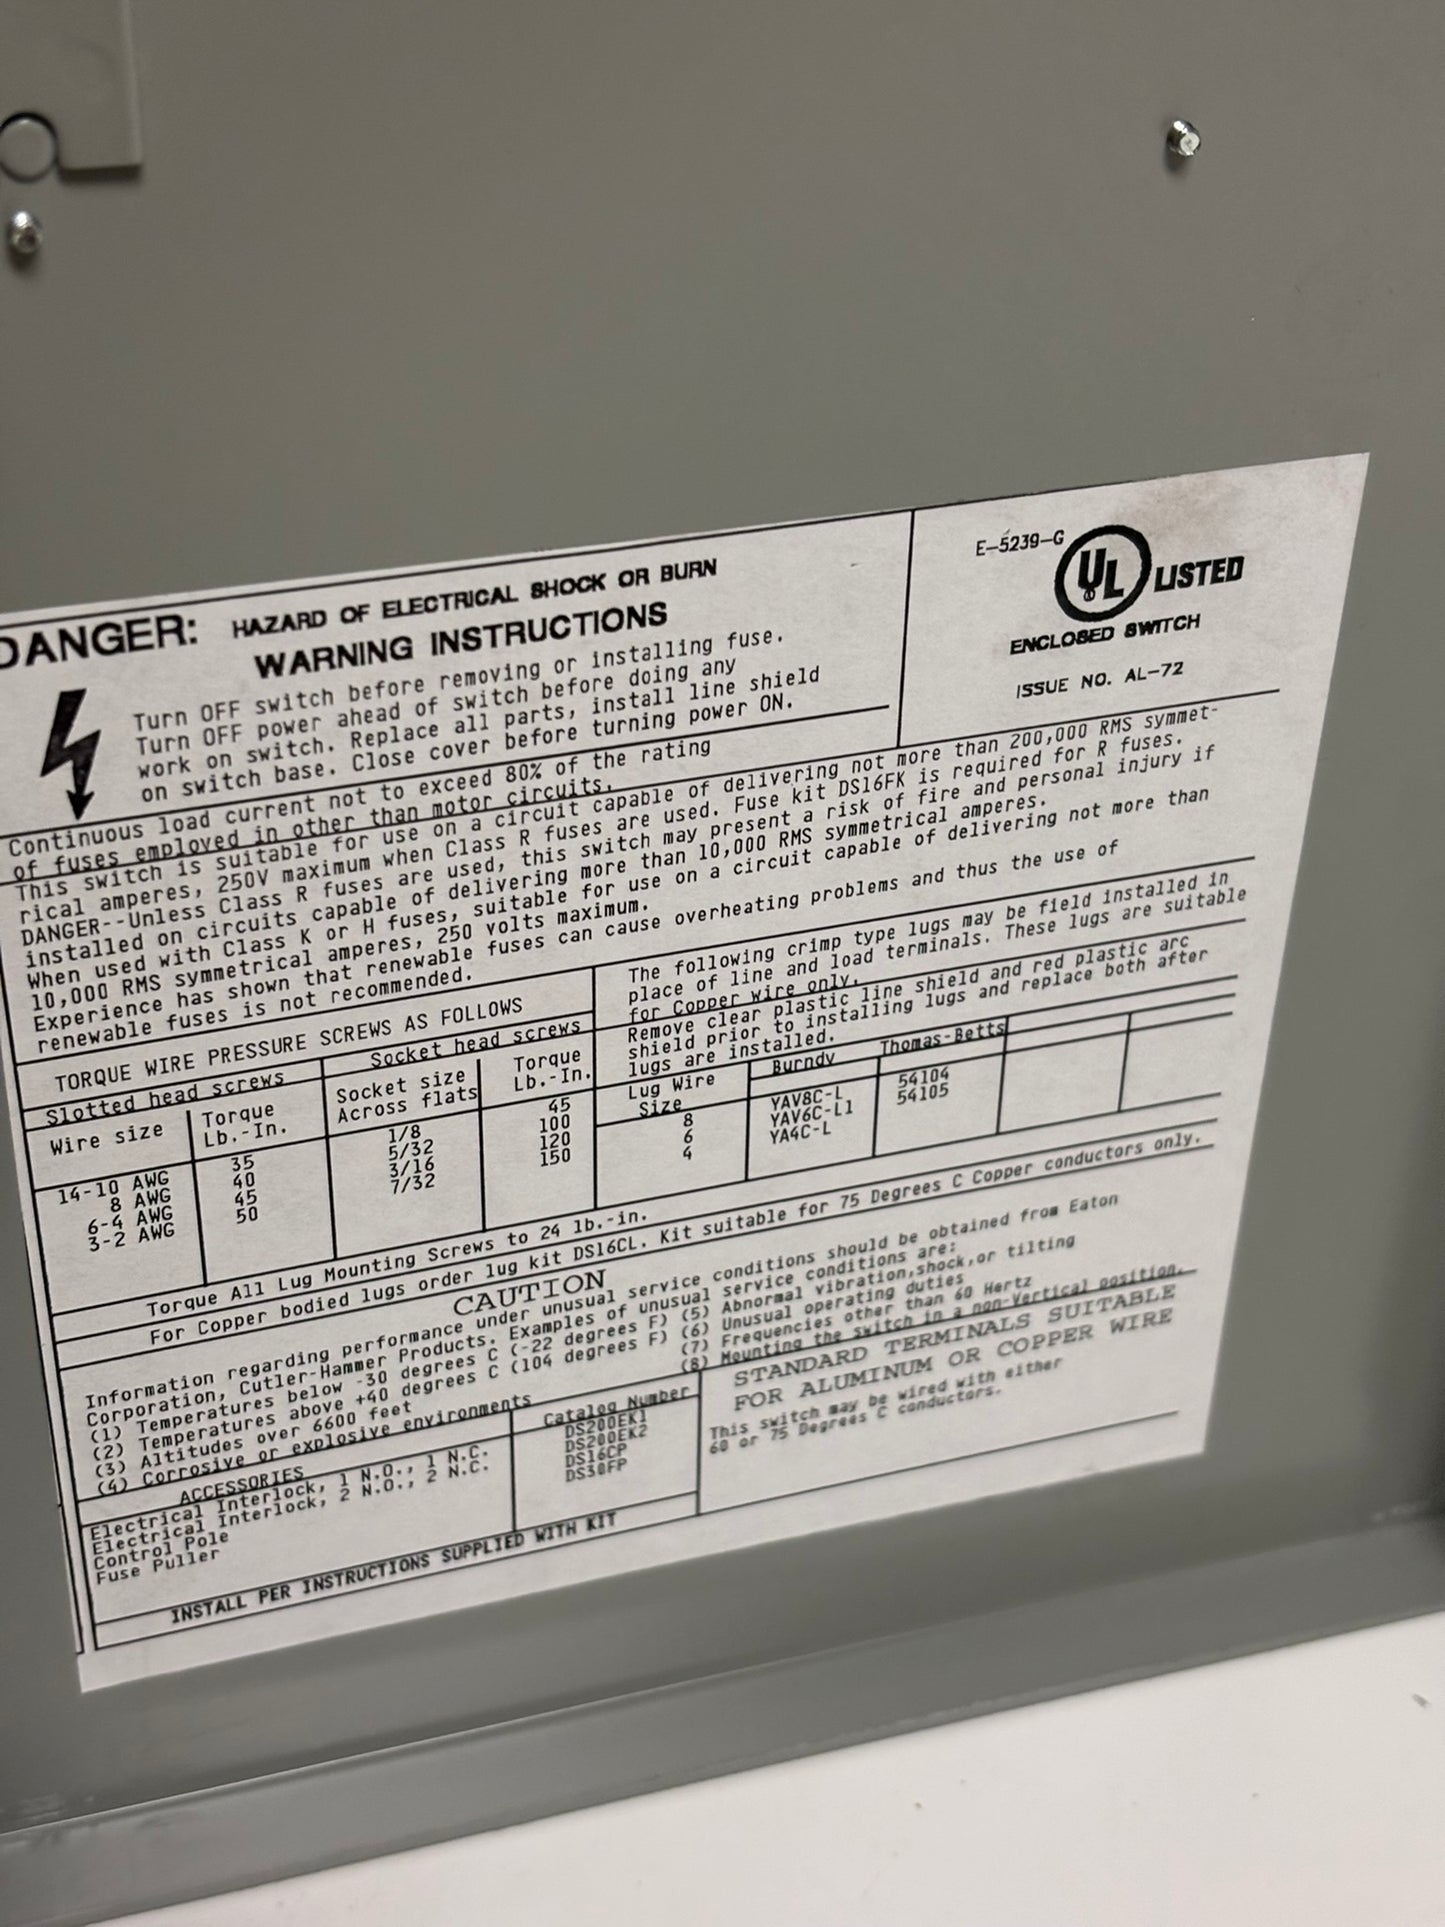 DANGER: HAZARD OF ELECTRICAL SHOCK OR BURN
WARNING INSTRUCTIONS
Turn OFF switch before removing or installing fuse.
Turn OFF power ahead of switch before doing any
work on switch. Replace all parts, install line shield
on switch base. Close cover before turning power ON.
E-5239-G
UL LISTED
ENCLOSED SWITCH
ISSUE NO. AL-72
Continuous load current not to exceed 80% of the rating
of fuses employed in other than motor circuits.
This switch is suitable for use on a circuit capable of delivering not more than 200,000 RMS symmet-
rical amperes, 250V maximum when Class R fuses are used. Fuse kit DS16FK is required for R fuses.
DANGER--Unless Class R fuses are used, this switch may present a risk of fire and personal injury if
installed on circuits capable of delivering more than 10,000 RMS symmetrical amperes.
When used with Class K or H fuses, suitable for use on a circuit capable of delivering not more than
10,000 RMS symmetrical amperes, 250 volts maximum.
Experience has shown that renewable fuses can cause overheating problems and thus the use of
renewable fuses is not recommended.
TORQUE WIRE PRESSURE SCREWS AS FOLLOWS
Slotted head screws
Socket head screws
Wire size
Torque
Lb.-In.
Socket size
Across flats
Torque
Lb.-In.
14-10 AWG 35 1/8 45
8 AWG 40 5/32 100
6-4 AWG 45 3/16 120
3-2 AWG 50 7/32 150
The following crimp type lugs may be field installed in
place of line and load terminals. These lugs are suitable
for Copper wire only.
Remove clear plastic line shield and red plastic arc
shield prior to installing lugs and replace both after
lugs are installed.
Lug Wire
Size
Burndy
Thomas-Betts
8 YAV8C-L 54104
6 YAV6C-L1 54105
4 YA4C-L
Torque All Lug Mounting Screws to 24 lb.-in.
For Copper bodied lugs order lug kit DS16CL. Kit suitable for 75 Degrees C Copper conductors only.
CAUTION
Information regarding performance under unusual service conditions should be obtained from Eaton
Corporation, Cutler-Hammer Products. Examples of unusual service conditions are:
(1) Temperatures below -30 degrees C (-22 degrees F) (5) Abnormal vibration,shock,or tilting
(2) Temperatures above +40 degrees C (104 degrees F) (6) Unusual operating duties
(3) Altitudes over 6600 feet (7) Frequencies other than 60 Hertz
(4) Corrosive or explosive environments (8) Mounting the switch in a non-Vertical position.
ACCESSORIES Catalog Number
Electrical Interlock, 1 N.O., 1 N.C. DS200EK1
Electrical Interlock, 2 N.O., 2 N.C. DS200EK2
Control Pole DS16CP
Fuse Puller DS30FP
STANDARD TERMINALS SUITABLE
FOR ALUMINUM OR COPPER WIRE
This switch may be wired with either
60 or 75 Degrees C conductors.
INSTALL PER INSTRUCTIONS SUPPLIED WITH KIT